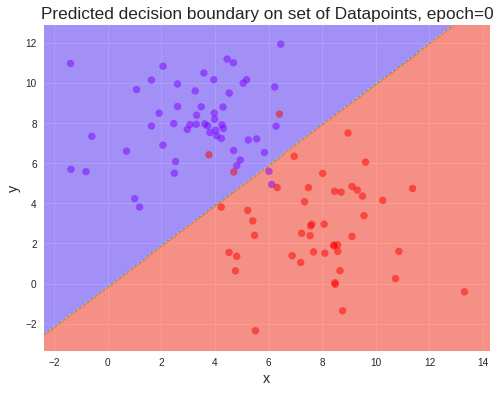 Predicted decision boundary on set of Datapoints, epoch=0
12
10
8
6
4
2
0
−2
y
−2 0 2 4 6 8 10 12 14
x